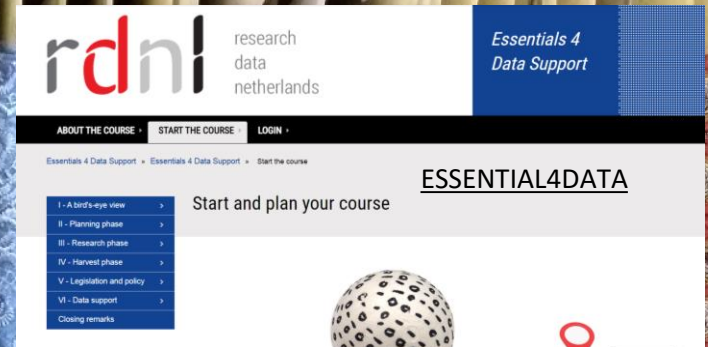 rdnl
research
data
netherlands
Essentials 4
Data Support
ABOUT THE COURSE
START THE COURSE
LOGIN
Essentials 4 Data Support » Essentials 4 Data Support » Start the course
ESSENTIAL4DATA
Start and plan your course
I - A bird's-eye view
II - Planning phase
III - Research phase
IV - Harvest phase
V - Legislation and policy
VI - Data support
Closing remarks